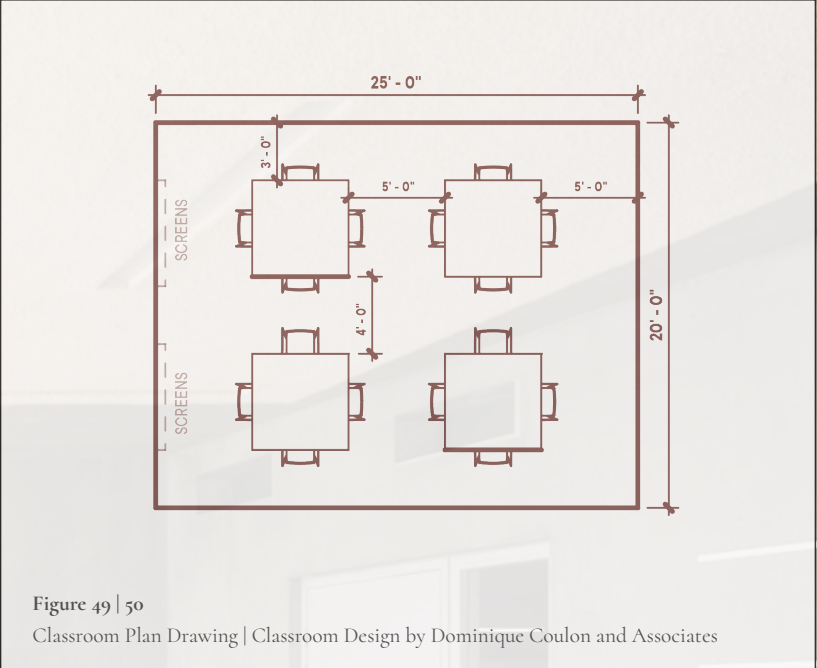 25' - 0"
3' - 0"
5' - 0"
5' - 0"
SCREENS
4' - 0"
20' - 0"
SCREENS
Figure 49 | 50
Classroom Plan Drawing | Classroom Design by Dominique Coulon and Associates